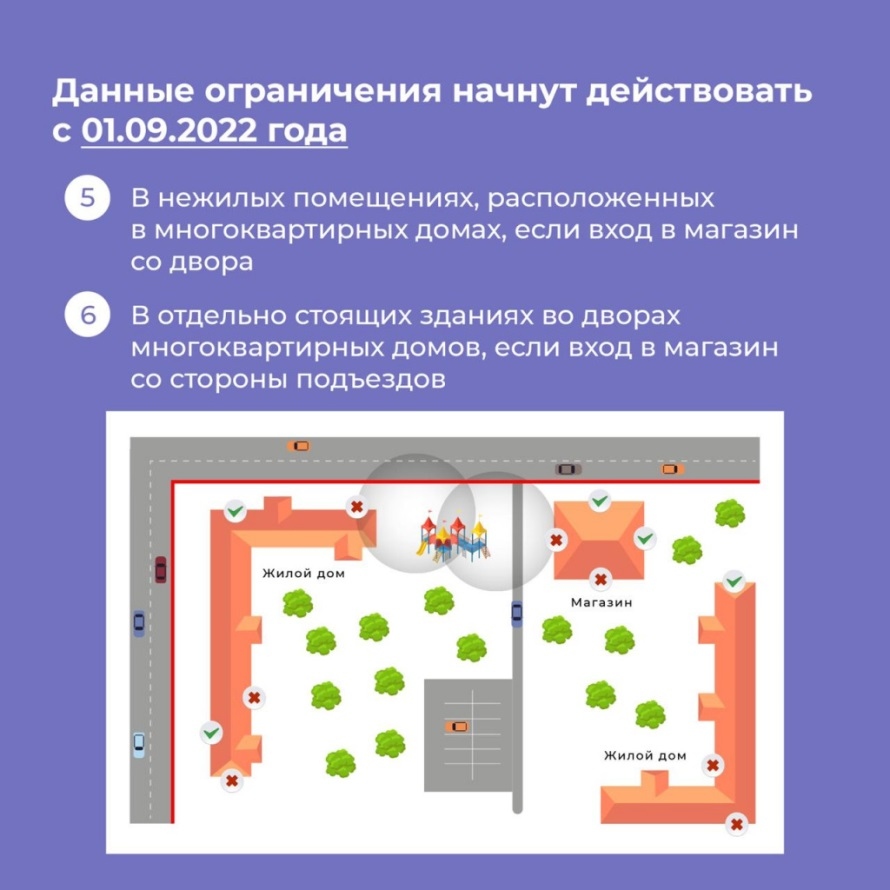 Данные ограничения начнут действовать
с 01.09.2022 года
5
В нежилых помещениях, расположенных
в многоквартирных домах, если вход в магазин
со двора
6
В отдельно стоящих зданиях во дворах
многоквартирных домов, если вход в магазин
со стороны подъездов
Жилой дом
Магазин
Жилой дом